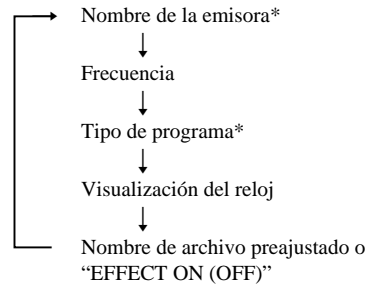 Nombre de la emisora*
Frecuencia
Tipo de programa*
Visualización del reloj
Nombre de archivo preajustado o
“EFFECT ON (OFF)”